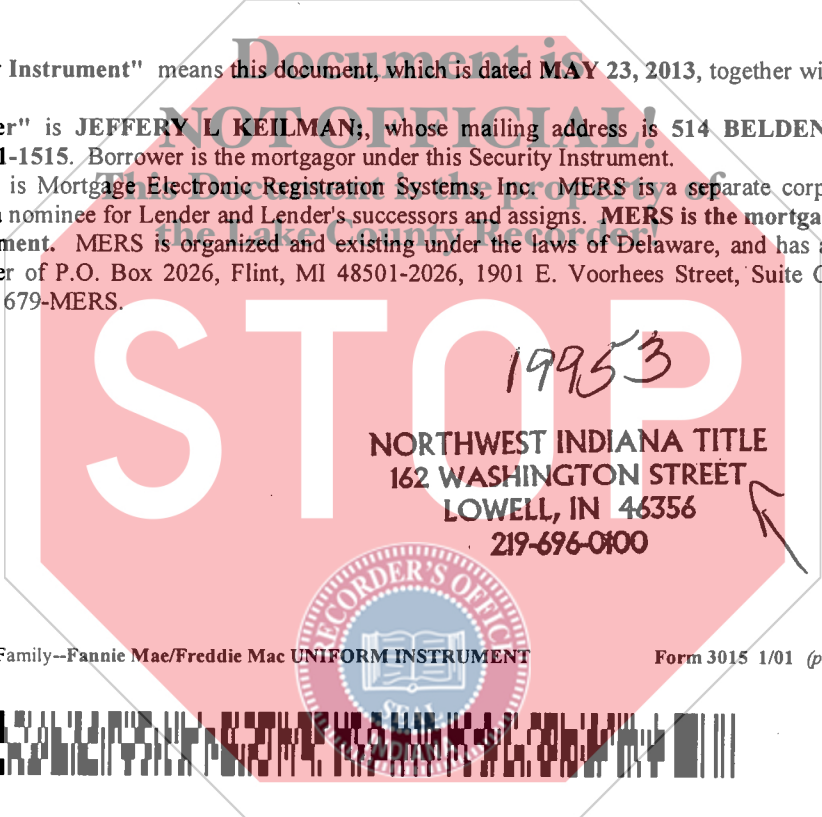 Document is
r Instrument" means this document, which is dated MAY 23, 2013, together wi
NOT OFFICIAL!
er" is JEFFERY L KEILMAN;, whose mailing address is 514 BELDEN
1-1515. Borrower is the mortgagor under this Security Instrument.
This Document is the property of
is Mortgage Electronic Registration Systems, Inc. MERS is a separate corp
nominee for Lender and Lender's successors and assigns. MERS is the mortga
the Lake County Recorder!
ment. MERS is organized and existing under the laws of Delaware, and has a
er of P.O. Box 2026, Flint, MI 48501-2026, 1901 E. Voorhees Street, Suite C
679-MERS.
STOP
19953
NORTHWEST INDIANA TITLE
162 WASHINGTON STREET
LOWELL, IN 46356
219-696-0100
RECORDER'S OFFICE
SEAL
INDIANA
Family--Fannie Mae/Freddie Mac UNIFORM INSTRUMENT Form 3015 1/01 (p